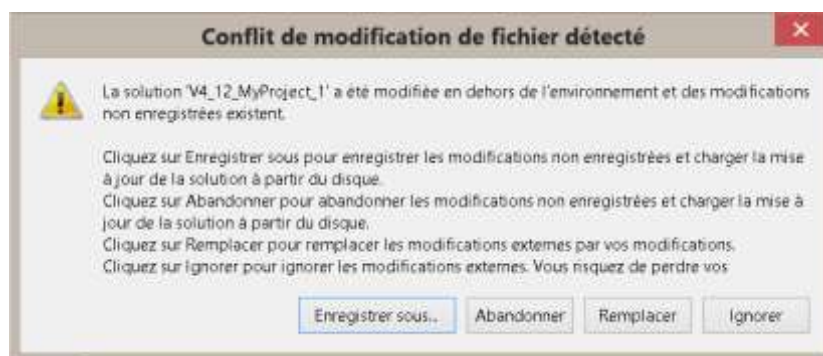 Conflit de modification de fichier détecté
La solution 'V4_12_MyProject_1' a été modifiée en dehors de l'environnement et des modifications
non enregistrées existent.
Cliquez sur Enregistrer sous pour enregistrer les modifications non enregistrées et charger la mise
à jour de la solution à partir du disque.
Cliquez sur Abandonner pour abandonner les modifications non enregistrées et charger la mise à
jour de la solution à partir du disque.
Cliquez sur Remplacer pour remplacer les modifications externes par vos modifications.
Cliquez sur Ignorer pour ignorer les modifications externes. Vous risquez de perdre vos
Enregistrer sous.. Abandonner Remplacer Ignorer